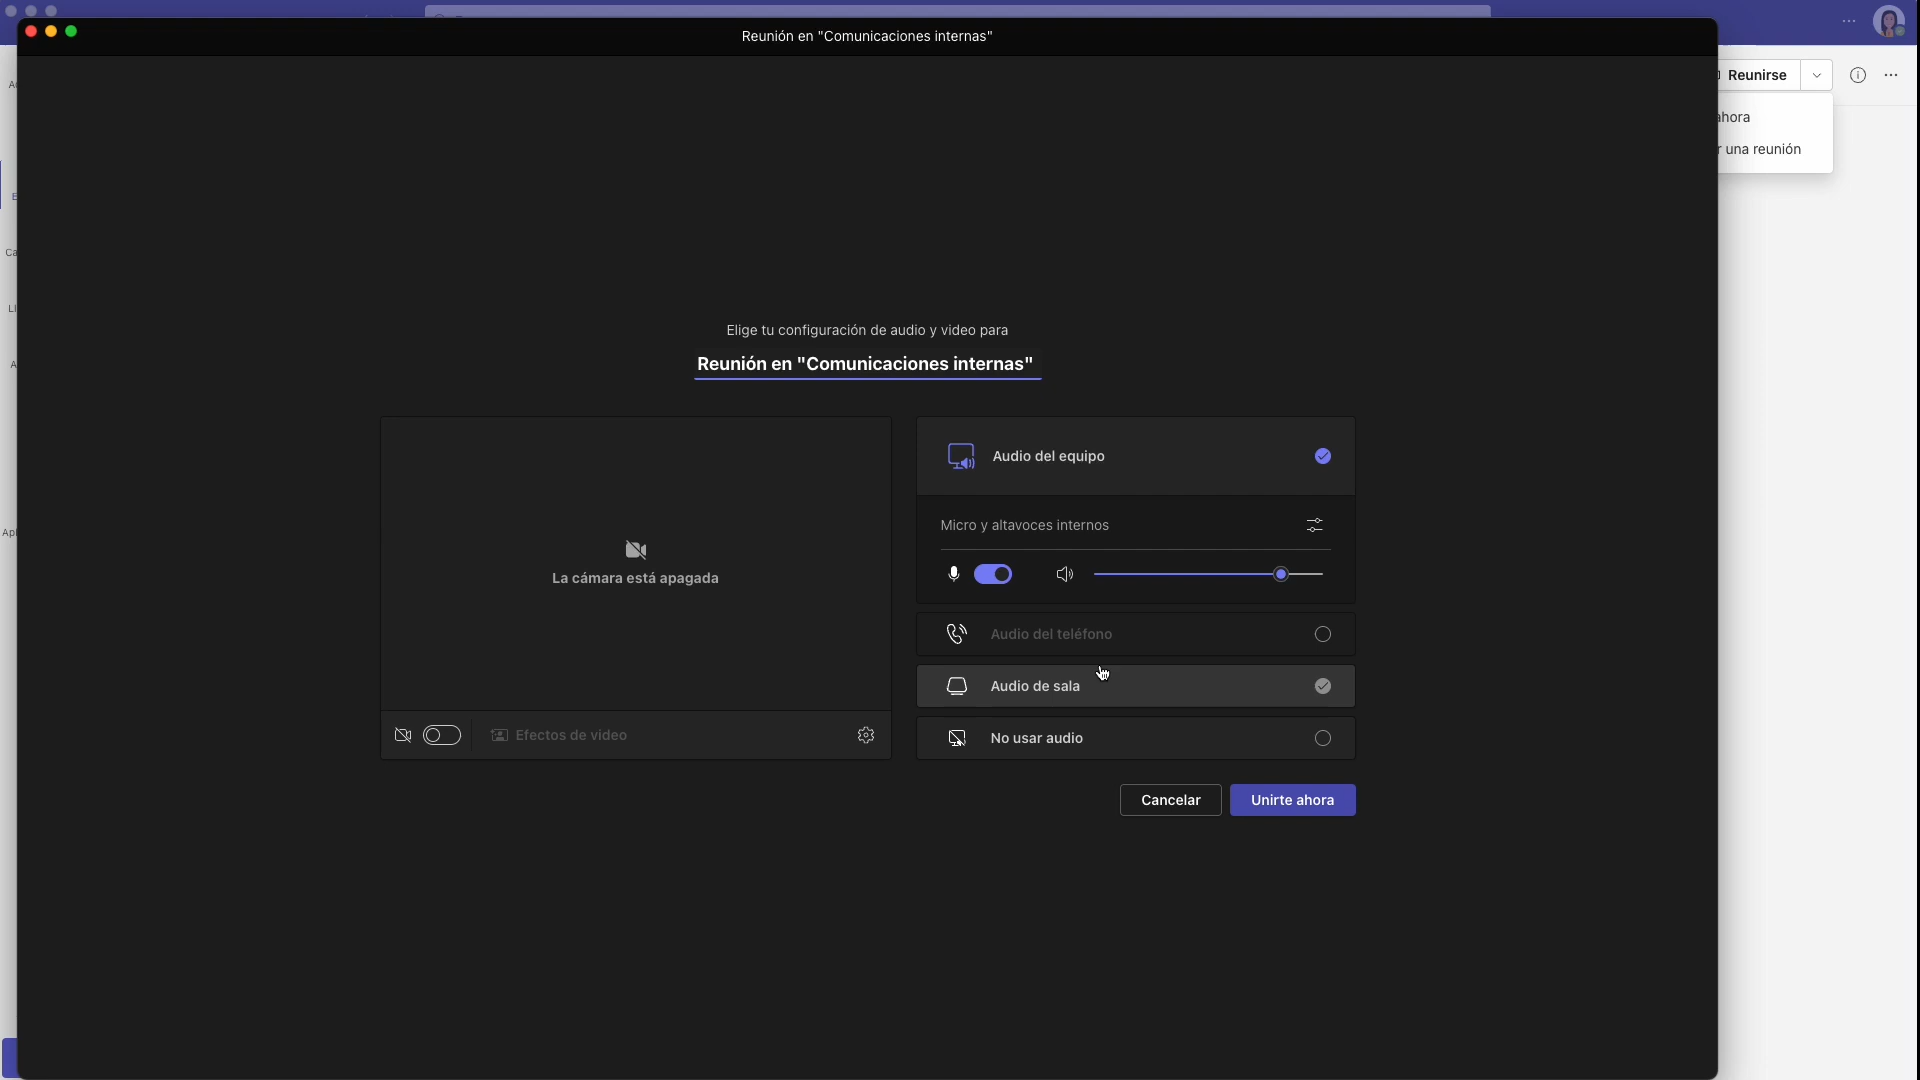 Reunión en "Comunicaciones internas"
Reunirse
ahora
r una reunión
Elige tu configuración de audio y video para
Reunión en "Comunicaciones internas"
Audio del equipo
Micro y altavoces internos
La cámara está apagada
Audio del teléfono
Audio de sala
Efectos de video
No usar audio
Cancelar
Unirte ahora